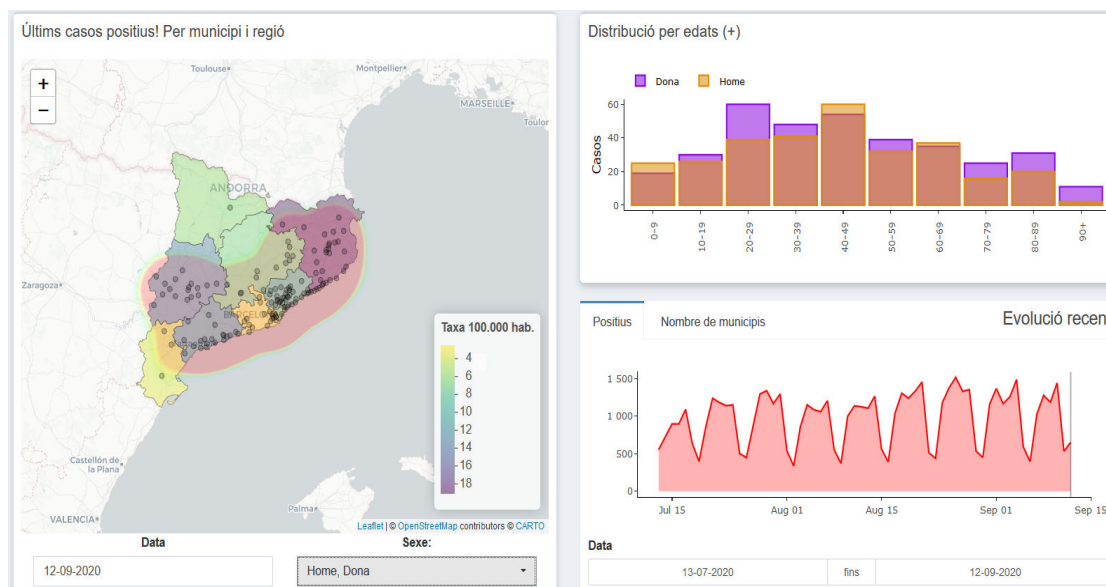 Últims casos positius! Per municipi i regió
+
−
Toulouse
Montpellier
MARSEILLE
Toulon
ANDORRA
Zaragoza
Castellón de
la Plana
Palma
VALENCIA
Taxa 100.000 hab.
4
6
8
10
12
14
16
18
Leaflet | © OpenStreetMap contributors © CARTO
Data
Sexe:
12-09-2020
Home, Dona
Distribució per edats (+)
Dona
Home
Casos
60
40
20
0
0−9
10−19
20−29
30−39
40−49
50−59
60−69
70−79
80−89
90+
Positius
Nombre de municipis
Evolució recen
1 500
1 000
500
0
Jul 15
Aug 01
Aug 15
Sep 01
Sep 15
Data
13-07-2020
fins
12-09-2020